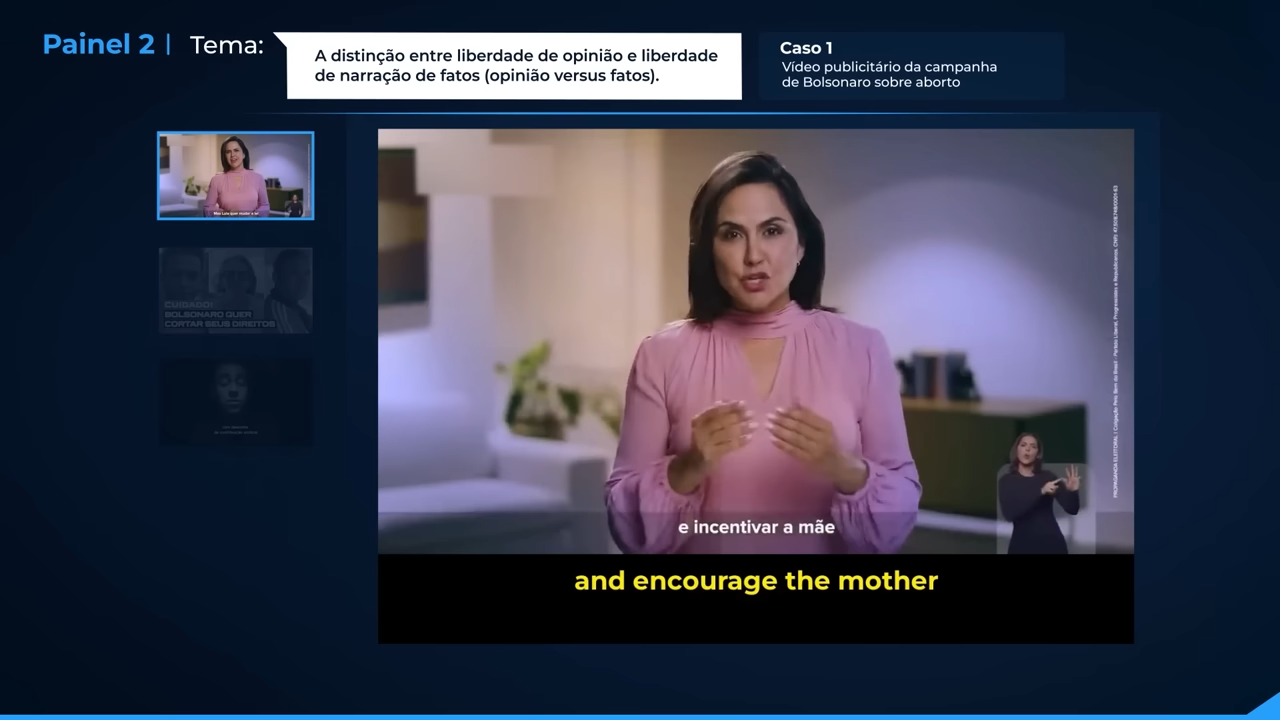 Painel 2 | Tema:
A distinção entre liberdade de opinião e liberdade
de narração de fatos (opinião versus fatos).
Caso 1
Vídeo publicitário da campanha
de Bolsonaro sobre aborto
CUIDADO!
BOLSONARO QUER
CORTAR SEUS DIREITOS
e incentivar a mãe
and encourage the mother